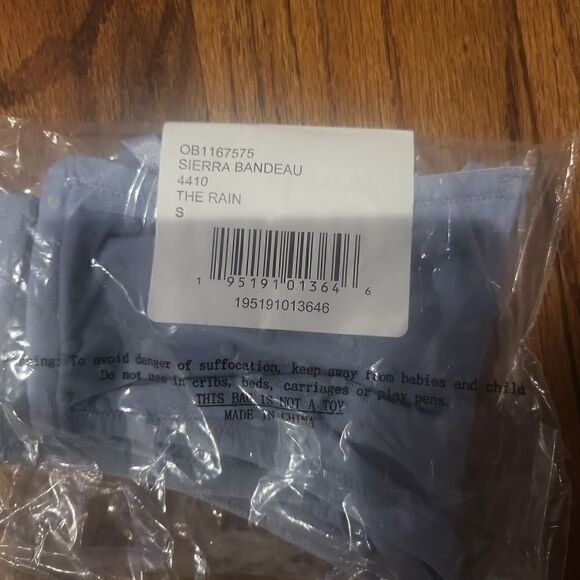 OB1167575
SIERRA BANDEAU
4410
THE RAIN
S
1 95191 01364 6
195191013646
To avoid danger of suffocation, keep away from babies and child
Do not use in cribs, beds, carriages or play pens.
THIS BAG IS NOT A TOY
MADE IN CHINA